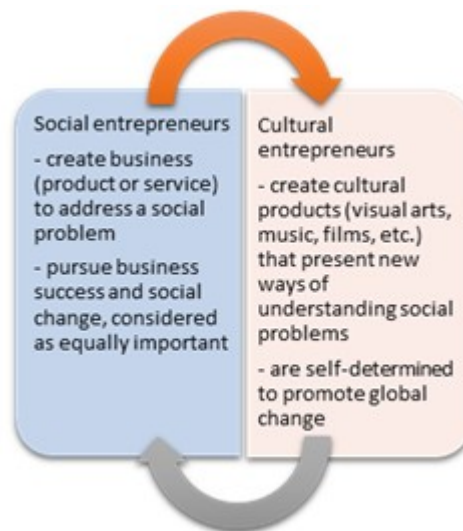 Social entrepreneurs
- create business
(product or service)
to address a social
problem
- pursue business
success and social
change, considered
as equally important
Cultural
entrepreneurs
- create cultural
products (visual arts,
music, films, etc.)
that present new
ways of
understanding social
problems
- are self-determined
to promote global
change